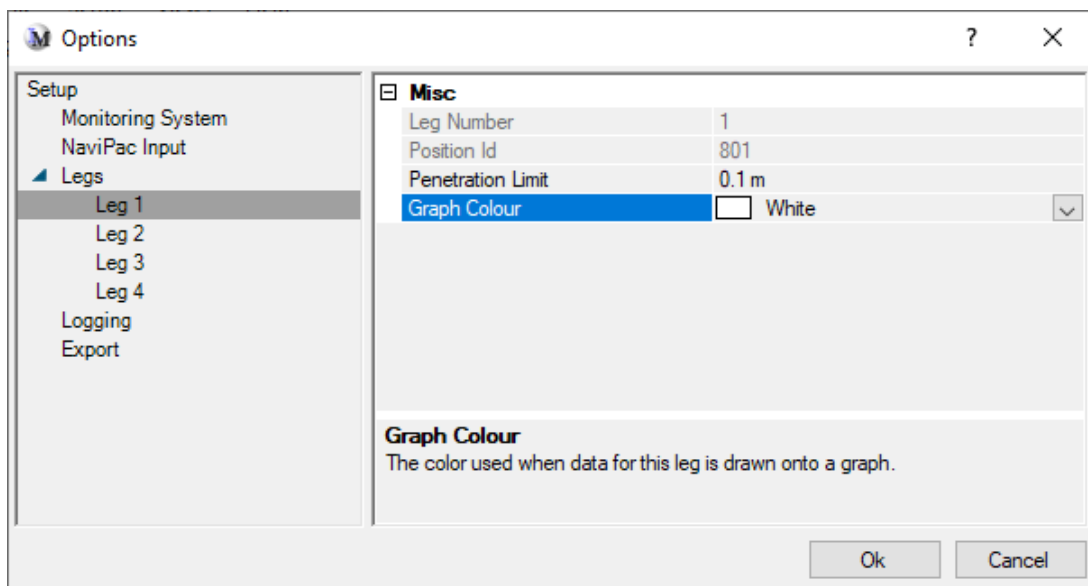 Options
?
Setup
Monitoring System
NaviPac Input
Legs
Leg 1
Leg 2
Leg 3
Leg 4
Logging
Export
Misc
Leg Number 1
Position Id 801
Penetration Limit 0.1 m
Graph Colour White
Graph Colour
The color used when data for this leg is drawn onto a graph.
Ok Cancel